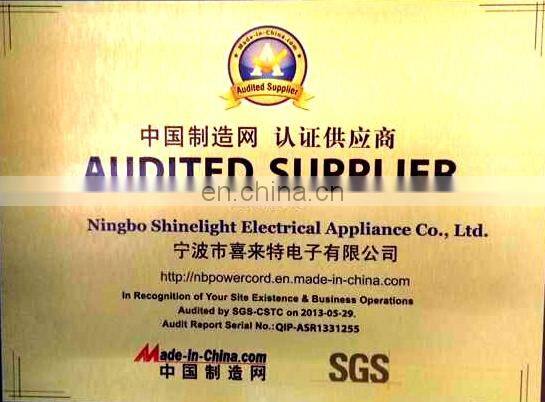 Made-in-China.com
Audited Supplier
中国制造网 认证供应商
AUDITED SUPPLIER
en.china.cn
Ningbo Shinelight Electrical Appliance Co., Ltd.
宁波市喜来特电子有限公司
http://nbpowercord.en.made-in-china.com
In Recognition of Your Site Existence & Business Operations
Audited by SGS-CSTC on 2013-05-29.
Audit Report Serial No.:QIP-ASR1331255
Made-in-China.com
中国制造网
SGS